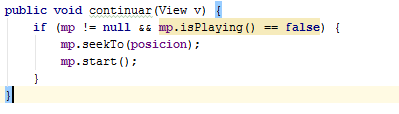 public void continuar(View v) {
    if (mp != null && mp.isPlaying() == false) {
        mp.seekTo(posicion);
        mp.start();
    }
}